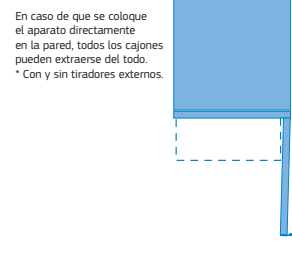 En caso de que se coloque
el aparato directamente
en la pared, todos los cajones
pueden extraerse del todo.
* Con y sin tiradores externos.